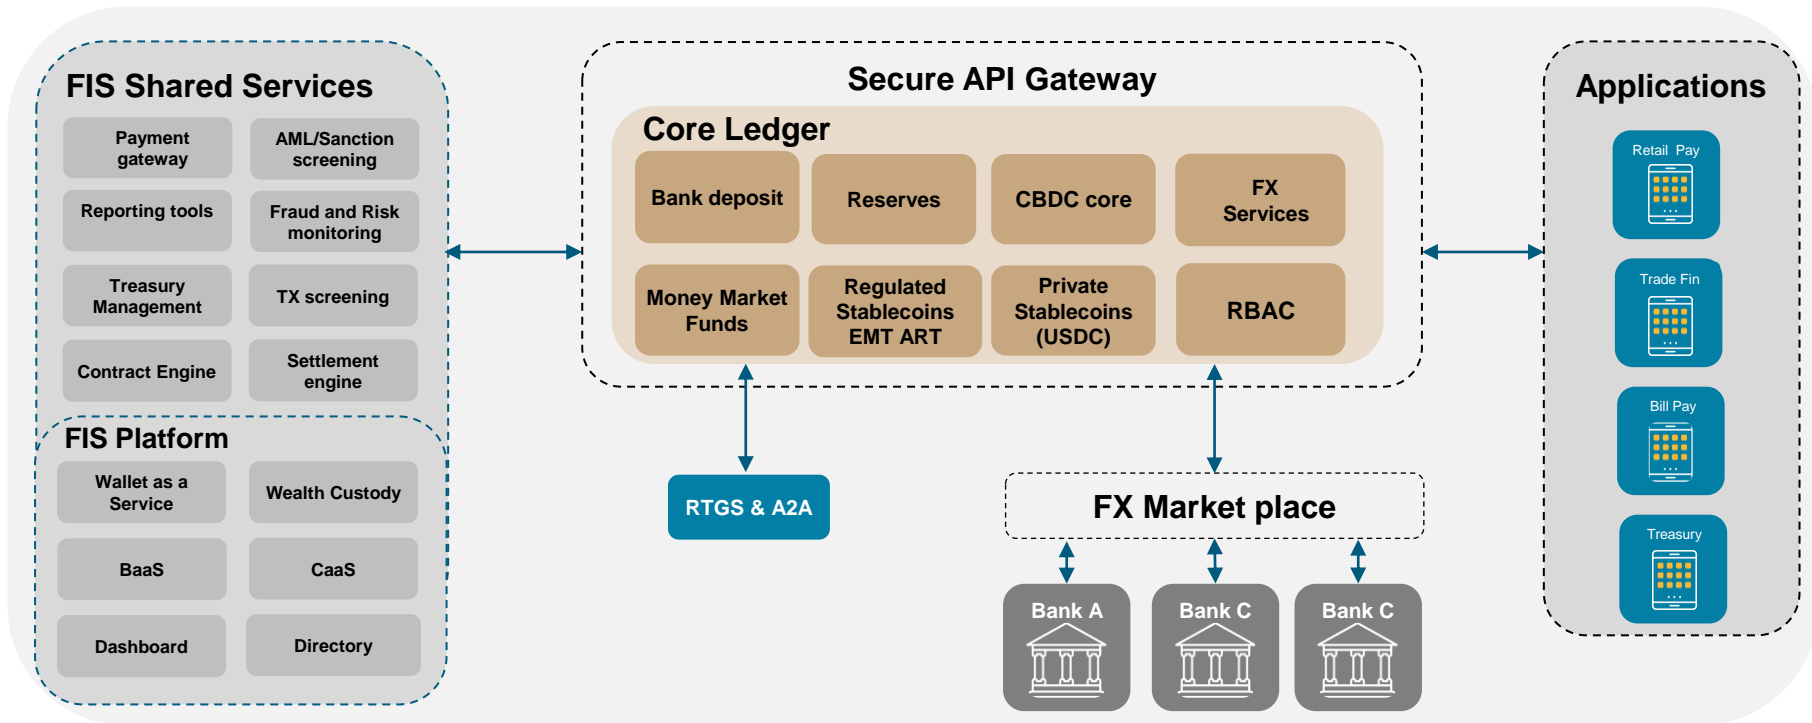 FIS Shared Services
Payment
gateway
AML/Sanction
screening
Reporting tools
Fraud and Risk
monitoring
Treasury
Management
TX screening
Contract Engine
Settlement
engine
FIS Platform
Wallet as a
Service
Wealth Custody
BaaS
CaaS
Dashboard
Directory
Secure API Gateway
Core Ledger
Bank deposit
Reserves
CBDC core
FX
Services
Money Market
Funds
Regulated
Stablecoins
EMT ART
Private
Stablecoins
(USDC)
RBAC
RTGS & A2A
FX Market place
Bank A
Bank C
Bank C
Applications
Retail Pay
Trade Fin
Bill Pay
Treasury